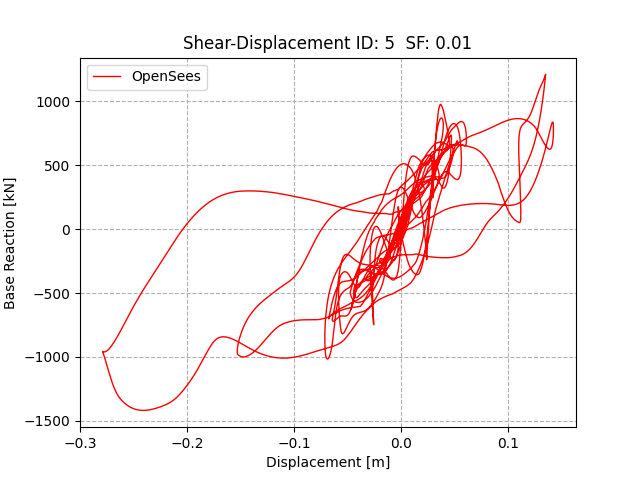 Shear-Displacement ID: 5  SF: 0.01
OpenSees
Base Reaction [kN]
1000
500
0
−500
−1000
−1500
−0.3
−0.2
−0.1
0.0
0.1
Displacement [m]